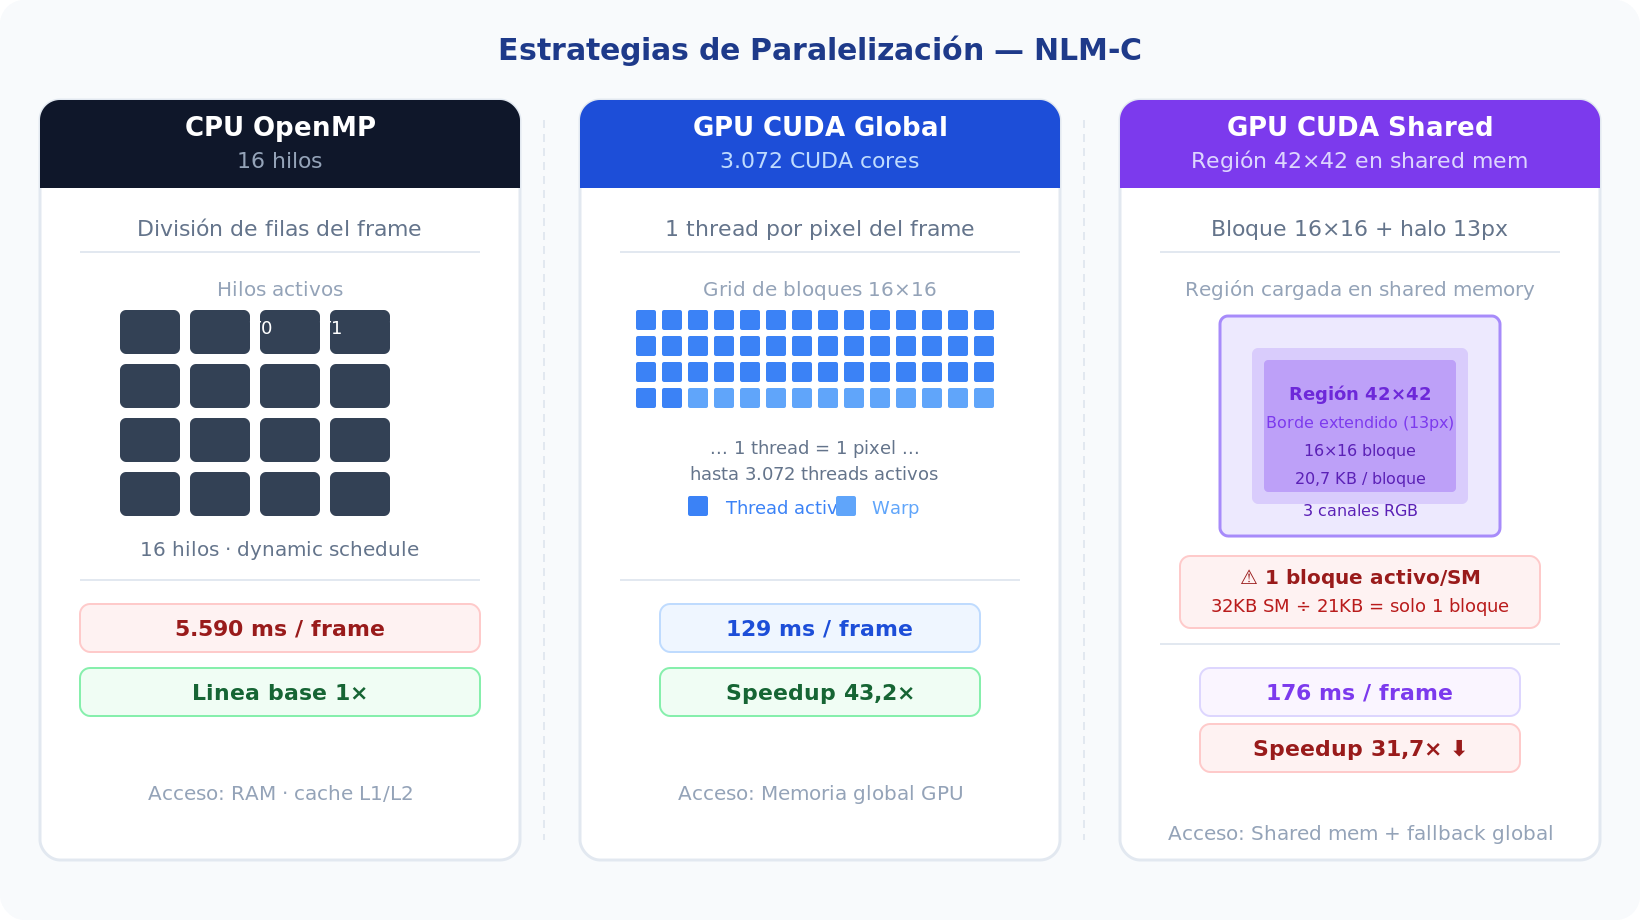 Estrategias de Paralelización — NLM-C
CPU OpenMP
16 hilos
División de filas del frame
Hilos activos
16 hilos · dynamic schedule
5.590 ms / frame
Linea base 1×
Acceso: RAM · cache L1/L2
GPU CUDA Global
3.072 CUDA cores
1 thread por pixel del frame
Grid de bloques 16×16
... 1 thread = 1 pixel ...
hasta 3.072 threads activos
Thread activ
Warp
129 ms / frame
Speedup 43,2×
Acceso: Memoria global GPU
GPU CUDA Shared
Región 42×42 en shared mem
Bloque 16×16 + halo 13px
Región cargada en shared memory
Región 42×42
Borde extendido (13px)
16×16 bloque
20,7 KB / bloque
3 canales RGB
⚠ 1 bloque activo/SM
32KB SM ÷ 21KB = solo 1 bloque
176 ms / frame
Speedup 31,7× ⬇
Acceso: Shared mem + fallback global